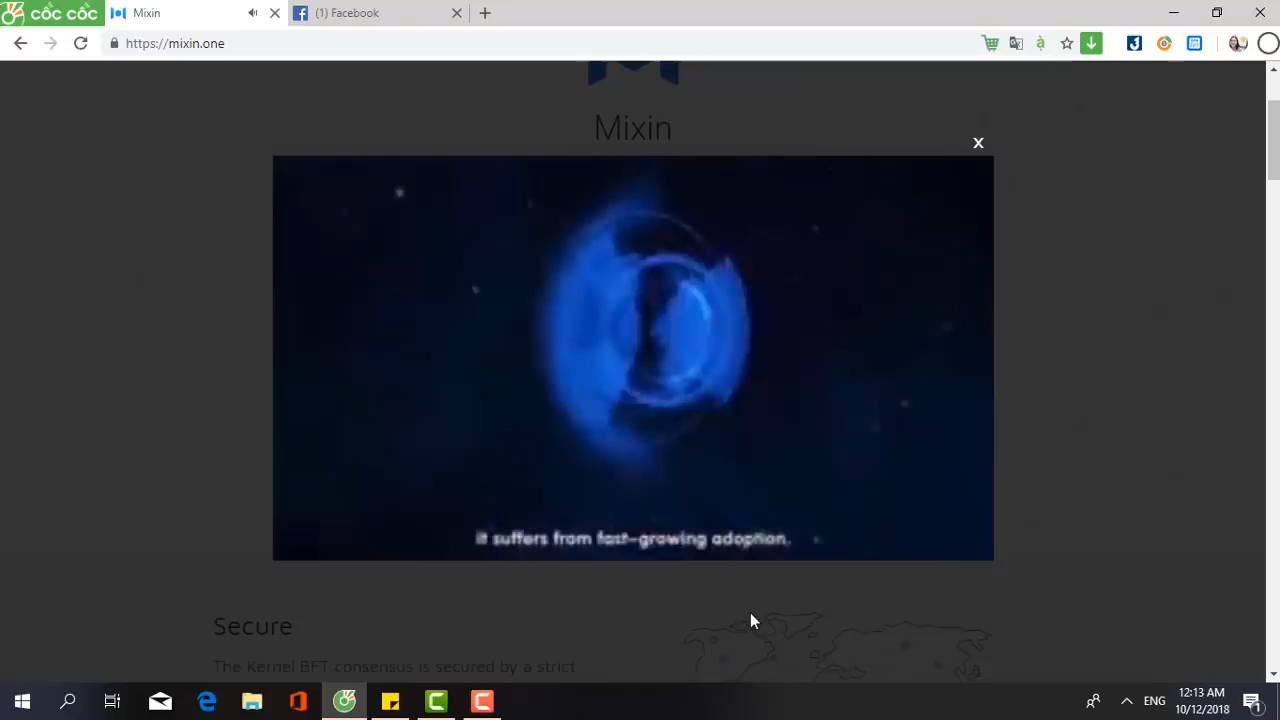 cốc cốc
Mixin
(1) Facebook
https://mixin.one
Mixin
x
It suffers from fast-growing adoption.
Secure
The Kernel BFT consensus is secured by a strict
ENG
12:13 AM
10/12/2018
1